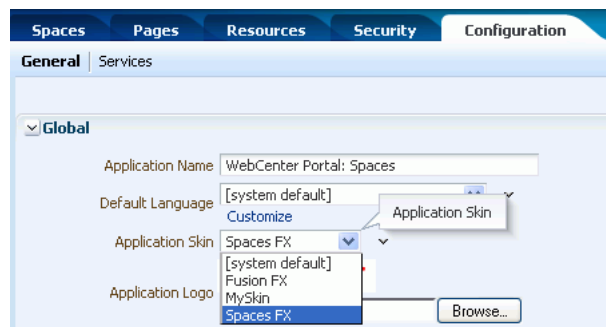 Spaces Pages Resources Security Configuration
General Services
Global
Application Name WebCenter Portal: Spaces
Default Language [system default]
Customize
Application Skin
Application Skin Spaces FX
[system default]
Fusion FX
MySkin
Spaces FX
Application Logo
Browse...